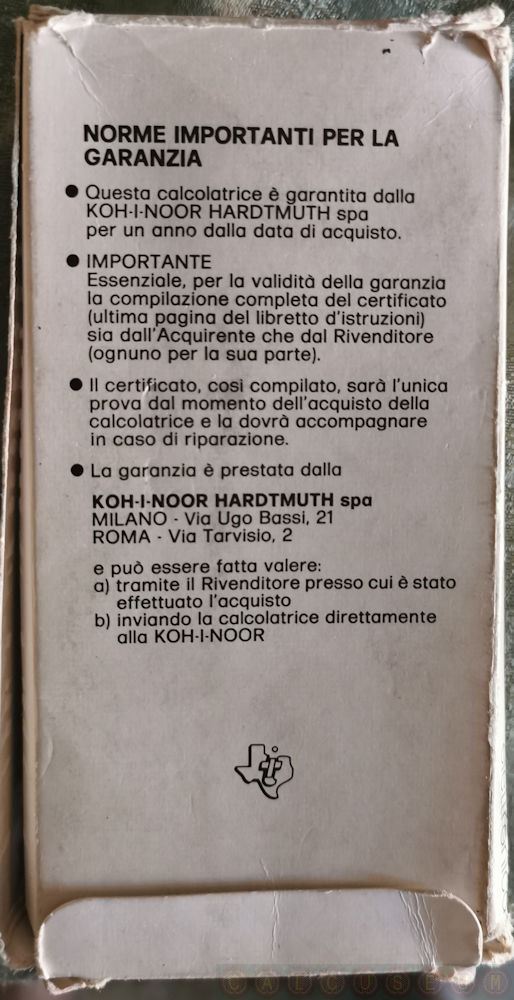 NORME IMPORTANTI PER LA
GARANZIA
● Questa calcolatrice è garantita dalla
KOH-I-NOOR HARDTMUTH spa
per un anno dalla data di acquisto.
● IMPORTANTE
Essenziale, per la validità della garanzia
la compilazione completa del certificato
(ultima pagina del libretto d'istruzioni)
sia dall'Acquirente che dal Rivenditore
(ognuno per la sua parte).
● Il certificato, così compilato, sarà l'unica
prova dal momento dell'acquisto della
calcolatrice e la dovrà accompagnare
in caso di riparazione.
● La garanzia è prestata dalla
KOH-I-NOOR HARDTMUTH spa
MILANO - Via Ugo Bassi, 21
ROMA - Via Tarvisio, 2
e può essere fatta valere:
a) tramite il Rivenditore presso cui è stato
effettuato l'acquisto
b) inviando la calcolatrice direttamente
alla KOH-I-NOOR
CALCUSEUM